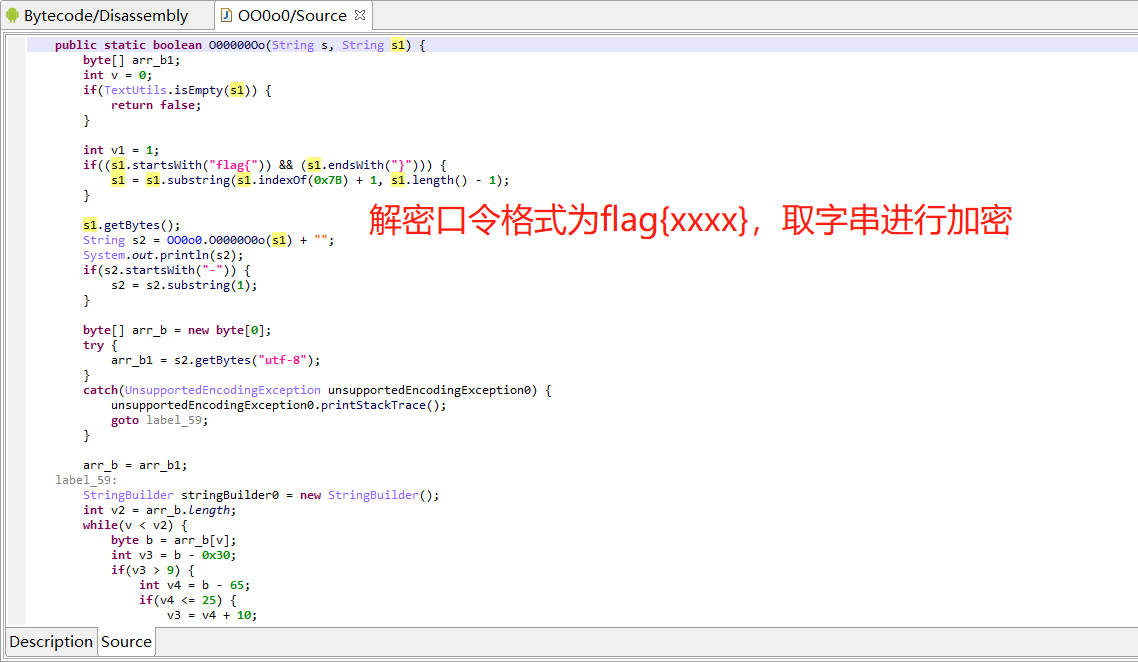 Bytecode/Disassembly
OO0o0/Source
public static boolean O00000Oo(String s, String s1) {
byte[] arr_b1;
int v = 0;
if(TextUtils.isEmpty(s1)) {
return false;
}
int v1 = 1;
if((s1.startsWith("flag{")) && (s1.endsWith("}"))) {
s1 = s1.substring(s1.indexOf(0x7B) + 1, s1.length() - 1);
}
解密口令格式为flag{xxxx}，取字串进行加密
s1.getBytes();
String s2 = OO0o0.O0000O0o(s1) + "";
System.out.println(s2);
if(s2.startsWith("-")) {
s2 = s2.substring(1);
}
byte[] arr_b = new byte[0];
try {
arr_b1 = s2.getBytes("utf-8");
}
catch(UnsupportedEncodingException unsupportedEncodingException0) {
unsupportedEncodingException0.printStackTrace();
goto label_59;
}
arr_b = arr_b1;
label_59:
StringBuilder stringBuilder0 = new StringBuilder();
int v2 = arr_b.length;
while(v < v2) {
byte b = arr_b[v];
int v3 = b - 0x30;
if(v3 > 9) {
int v4 = b - 65;
if(v4 <= 25) {
v3 = v4 + 10;
Description
Source